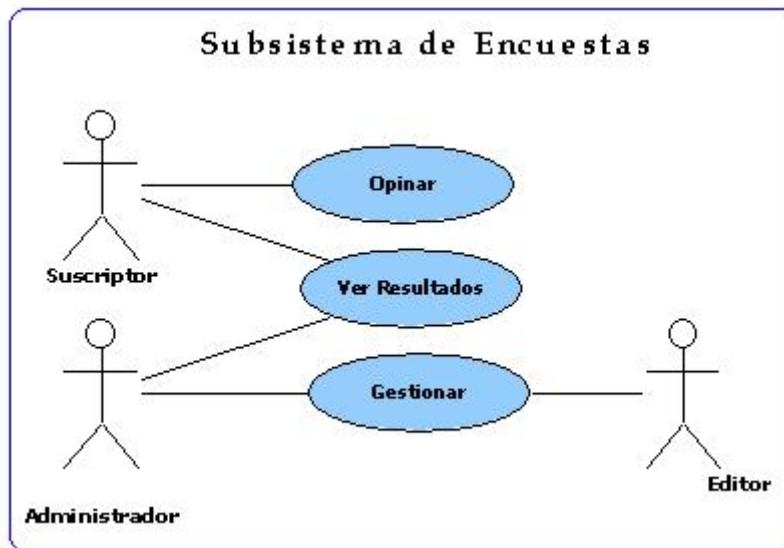 Subsistema de Encuestas
Opinar
Suscriptor
Ver Resultados
Gestionar
Administrador
Editor